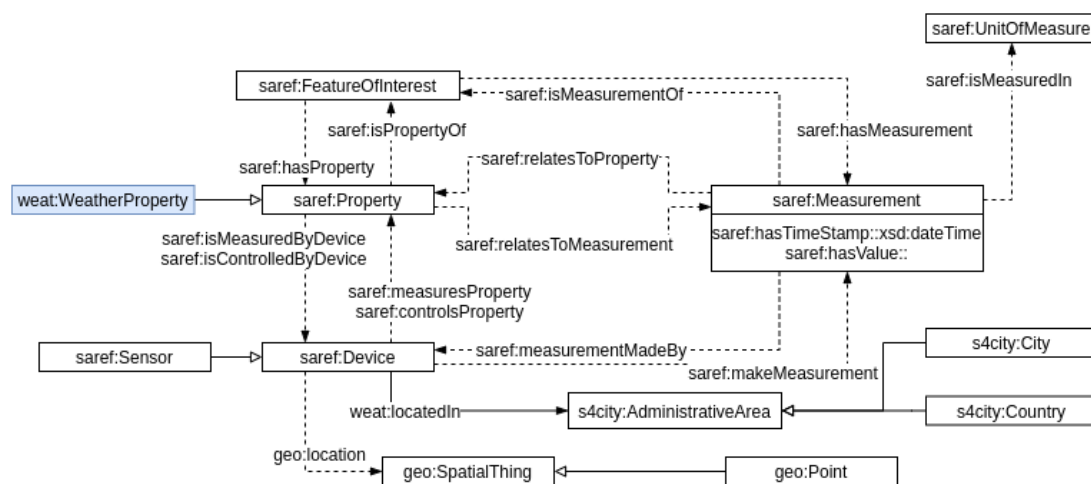 saref:UnitOfMeasure
saref:isMeasuredIn
saref:FeatureOfInterest
saref:isMeasurementOf
saref:isPropertyOf
saref:hasMeasurement
saref:hasProperty
saref:relatesToProperty
weat:WeatherProperty
saref:Property
saref:Measurement
saref:isMeasuredByDevice
saref:isControlledByDevice
saref:relatesToMeasurement
saref:hasTimeStamp::xsd:dateTime
saref:hasValue::
saref:measuresProperty
saref:controlsProperty
saref:Sensor
saref:Device
saref:measurementMadeBy
s4city:City
saref:makeMeasurement
weat:locatedIn
s4city:AdministrativeArea
s4city:Country
geo:location
geo:SpatialThing
geo:Point